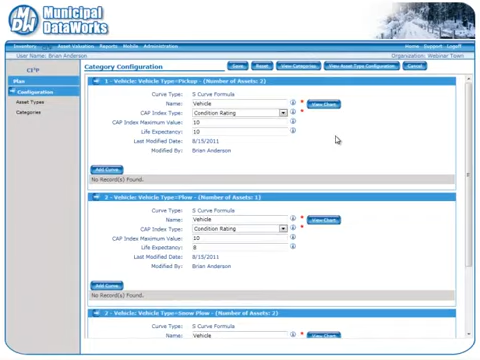 Municipal
DataWorks
Inventory Asset Valuation Reports Mobile Administration Home Support Logoff
User Name: Brian Anderson Organization: Webinar Town
Category Configuration Save Reset View Categories View Asset Type Configuration Cancel
Plan
Configuration
Asset Types
Categories
1 - Vehicle: Vehicle Type=Pickup - (Number of Assets: 2)
Curve Type: S Curve Formula
Name: Vehicle * View Chart
CAP Index Type: Condition Rating *
CAP Index Maximum Value: 10
Life Expectancy: 10
Last Modified Date: 8/15/2011
Modified By: Brian Anderson
Add Curve
No Record(s) Found.
2 - Vehicle: Vehicle Type=Plow - (Number of Assets: 1)
Curve Type: S Curve Formula
Name: Vehicle * View Chart
CAP Index Type: Condition Rating *
CAP Index Maximum Value: 10
Life Expectancy: 8
Last Modified Date: 8/15/2011
Modified By: Brian Anderson
Add Curve
No Record(s) Found.
2 - Vehicle: Vehicle Type=Snow Plow - (Number of Assets: 2)
Curve Type: S Curve Formula
Name: Vehicle * View Chart